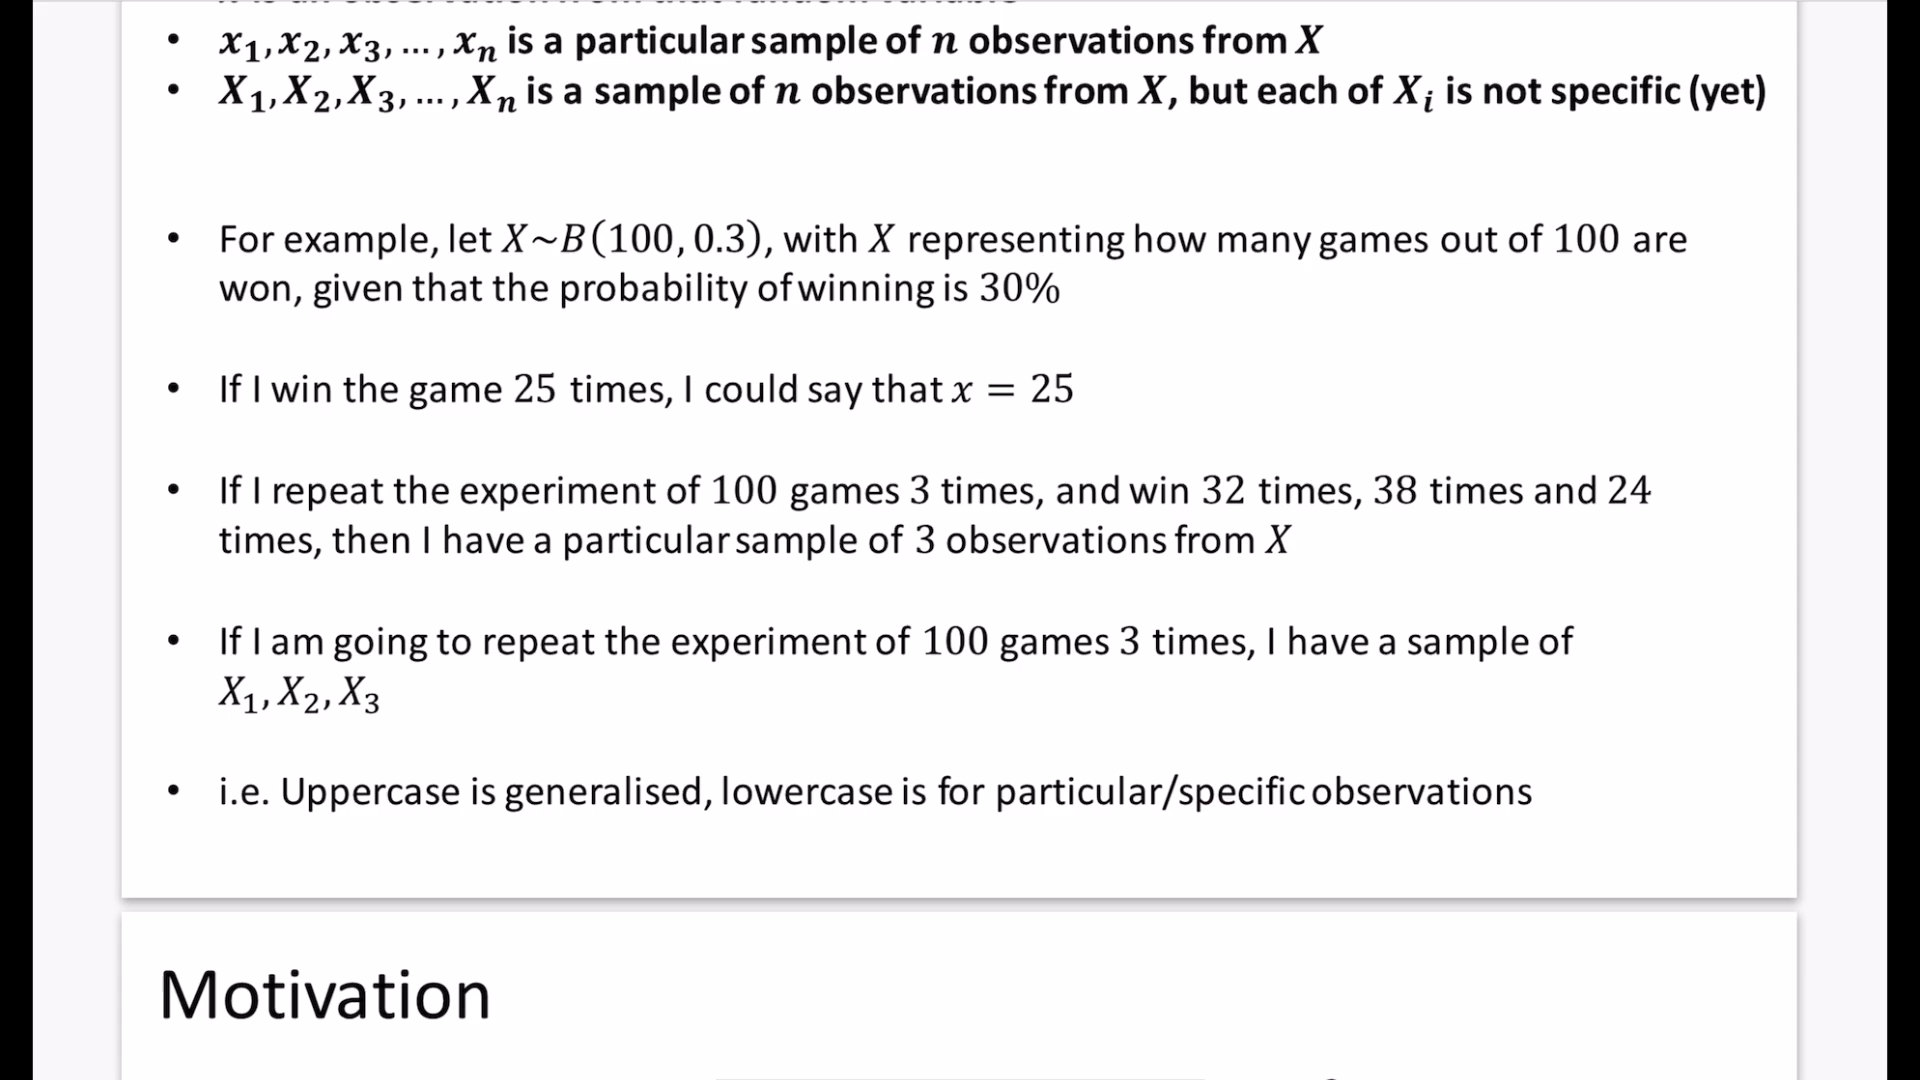 • x₁, x₂, x₃, … , xₙ is a particular sample of n observations from X
• X₁, X₂, X₃, … , Xₙ is a sample of n observations from X, but each of Xᵢ is not specific (yet)
• For example, let X~B(100, 0.3), with X representing how many games out of 100 are
won, given that the probability of winning is 30%
• If I win the game 25 times, I could say that x = 25
• If I repeat the experiment of 100 games 3 times, and win 32 times, 38 times and 24
times, then I have a particular sample of 3 observations from X
• If I am going to repeat the experiment of 100 games 3 times, I have a sample of
X₁, X₂, X₃
• i.e. Uppercase is generalised, lowercase is for particular/specific observations
Motivation